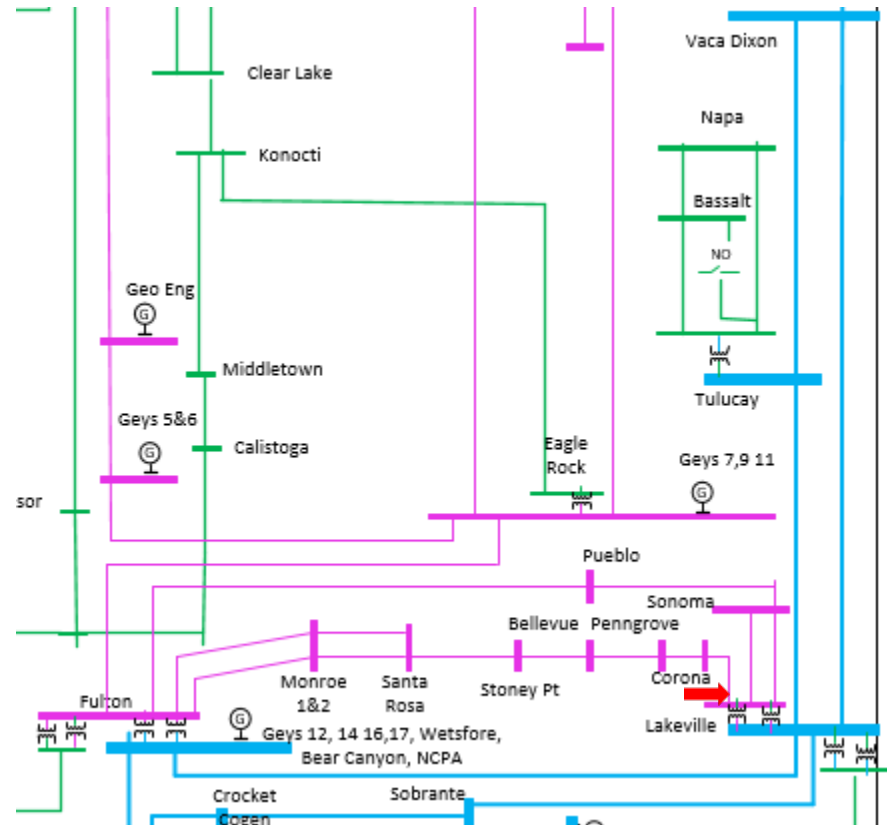 Vaca Dixon
Clear Lake
Napa
Konocti
Bassalt
NO
Geo Eng
G
Middletown
Tulucay
Geys 5&6
G
Calistoga
Eagle
Rock
Geys 7,9 11
G
sor
Pueblo
Sonoma
Bellevue
Penngrove
Monroe
1&2
Santa
Rosa
Stoney Pt
Corona
Fulton
Lakeville
G
Geys 12, 14 16,17, Wetsfore,
Bear Canyon, NCPA
Crocket
Cogen
Sobrante